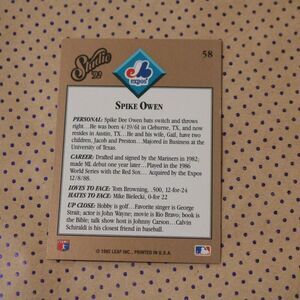 58
Studio
92
expos
SPIKE OWEN
PERSONAL: Spike Dee Owen bats switch and throws
right... He was born 4/19/61 in Cleburne, TX, and now
resides in Austin, TX... He and his wife, Gail, have two
children, Jacob and Preston... Majored in Business at the
University of Texas.
CAREER: Drafted and signed by the Mariners in 1982;
made ML debut one year later... Played in the 1986
World Series with the Red Sox... Acquired by the Expos
12/8/88.
LOVES TO FACE: Tom Browning, .500, 12-for-24
HATES TO FACE: Mike Bielecki, 0-for 22
UP CLOSE: Hobby is golf... Favorite singer is George
Strait; actor is John Wayne; movie is Rio Bravo; book is
the Bible; talk show host is Johnny Carson... Calvin
Schiraldi is his closest friend in baseball.
LEAF, INC., PRINTED IN U.S.A.